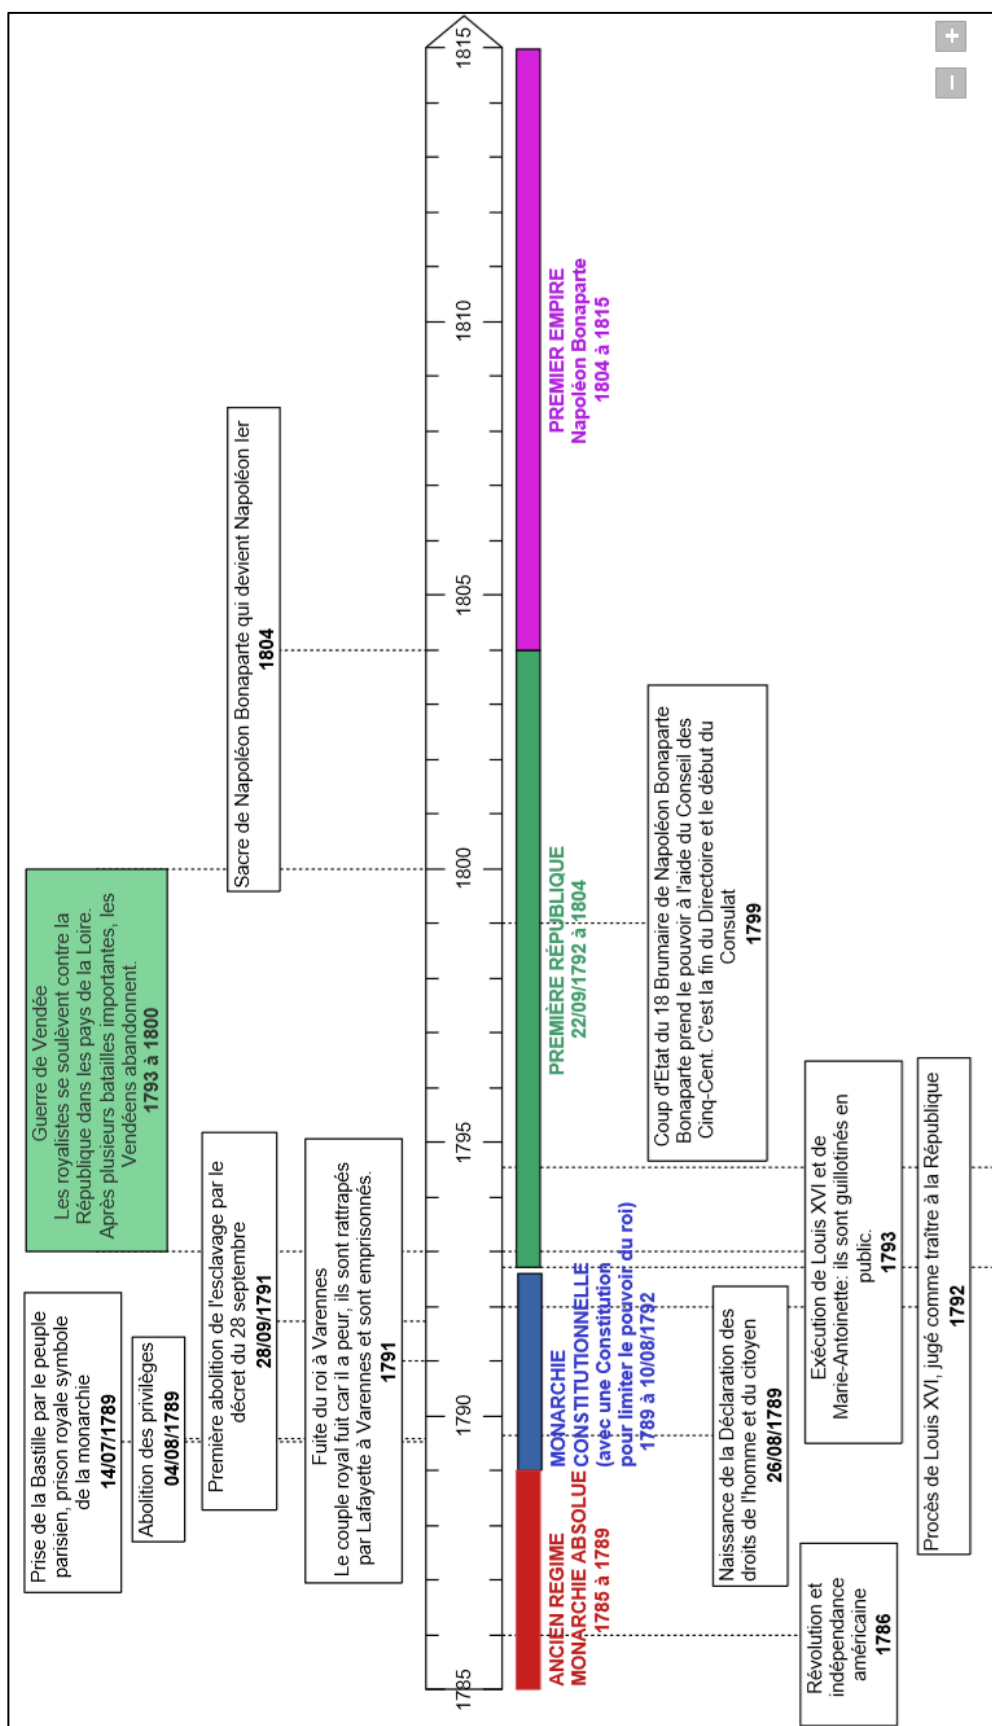 Prise de la Bastille par le peuple
parisien, prison royale symbole
de la monarchie
14/07/1789
Abolition des privilèges
04/08/1789
Première abolition de l'esclavage par le
décret du 28 septembre
28/09/1791
Fuite du roi à Varennes
Le couple royal fuit car il a peur, ils sont rattrapés
par Lafayette à Varennes et sont emprisonnés.
1791
Guerre de Vendée
Les royalistes se soulèvent contre la
République dans les pays de la Loire.
Après plusieurs batailles importantes, les
Vendéens abandonnent.
1793 à 1800
Sacre de Napoléon Bonaparte qui devient Napoléon Ier
1804
1785
1790
1795
1800
1805
1810
1815
ANCIEN REGIME
MONARCHIE ABSOLUE
1785 à 1789
MONARCHIE
CONSTITUTIONNELLE
(avec une Constitution
pour limiter le pouvoir du roi)
1789 à 10/08/1792
PREMIÈRE RÉPUBLIQUE
22/09/1792 à 1804
PREMIER EMPIRE
Napoléon Bonaparte
1804 à 1815
Révolution et
indépendance
américaine
1786
Naissance de la Déclaration des
droits de l'homme et du citoyen
26/08/1789
Exécution de Louis XVI et de
Marie-Antoinette: ils sont guillotinés en
public.
1793
Procès de Louis XVI, jugé comme traître à la République
1792
Coup d'Etat du 18 Brumaire de Napoléon Bonaparte
Bonaparte prend le pouvoir à l'aide du Conseil des
Cinq-Cent. C'est la fin du Directoire et le début du
Consulat
1799
−
+